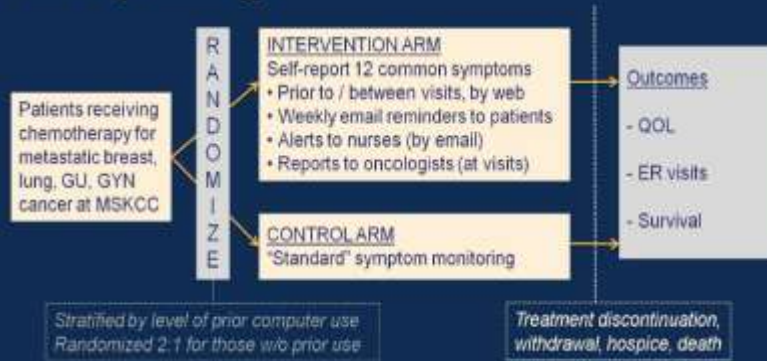 Patients receiving
chemotherapy for
metastatic breast,
lung, GU, GYN
cancer at MSKCC
R
A
N
D
O
M
I
Z
E
INTERVENTION ARM
Self-report 12 common symptoms
• Prior to / between visits, by web
• Weekly email reminders to patients
• Alerts to nurses (by email)
• Reports to oncologists (at visits)
CONTROL ARM
"Standard" symptom monitoring
Outcomes
- QOL
- ER visits
- Survival
Stratified by level of prior computer use
Randomized 2:1 for those w/o prior use
Treatment discontinuation,
withdrawal, hospice, death